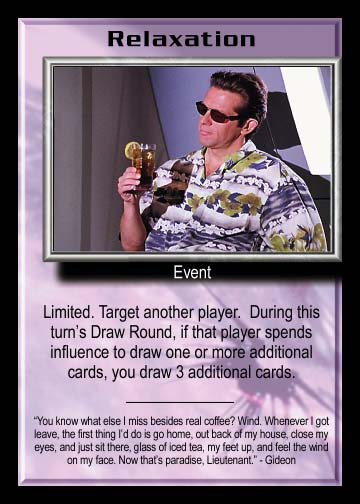 Relaxation
Event
Limited. Target another player. During this
turn's Draw Round, if that player spends
influence to draw one or more additional
cards, you draw 3 additional cards.
“You know what else I miss besides real coffee? Wind. Whenever I got
leave, the first thing I'd do is go home, out back of my house, close my
eyes, and just sit there, glass of iced tea, my feet up, and feel the wind
on my face. Now that's paradise, Lieutenant.” - Gideon